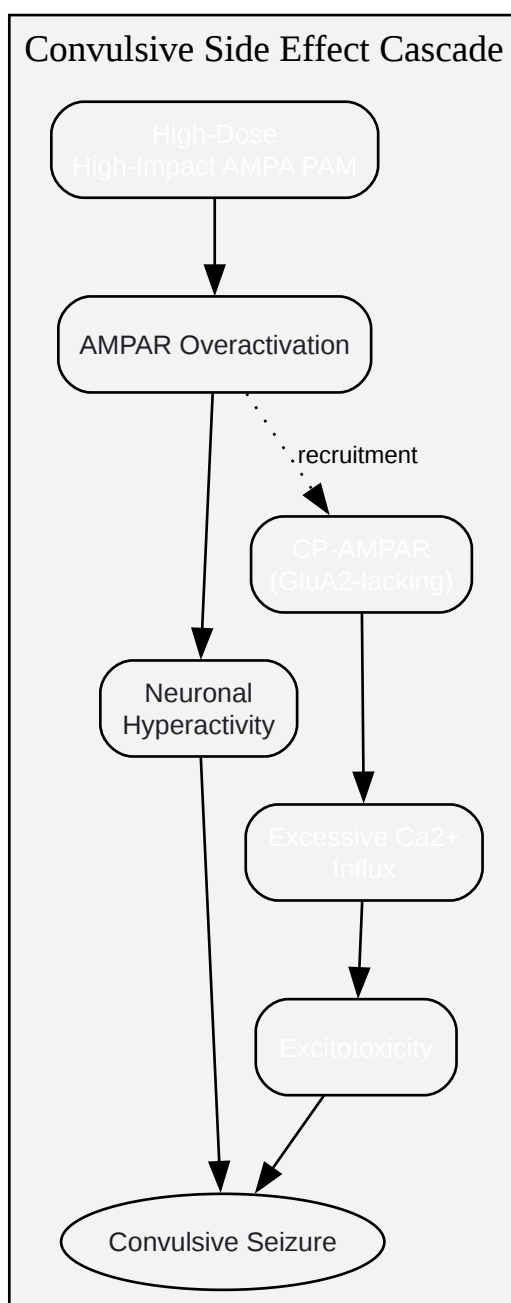 Convulsive Side Effect Cascade
High-Dose
High-Impact AMPA PAM
AMPAR Overactivation
recruitment
CP-AMPAR
(GluA2-lacking)
Neuronal
Hyperactivity
Excessive Ca2+
Influx
Excitotoxicity
Convulsive Seizure